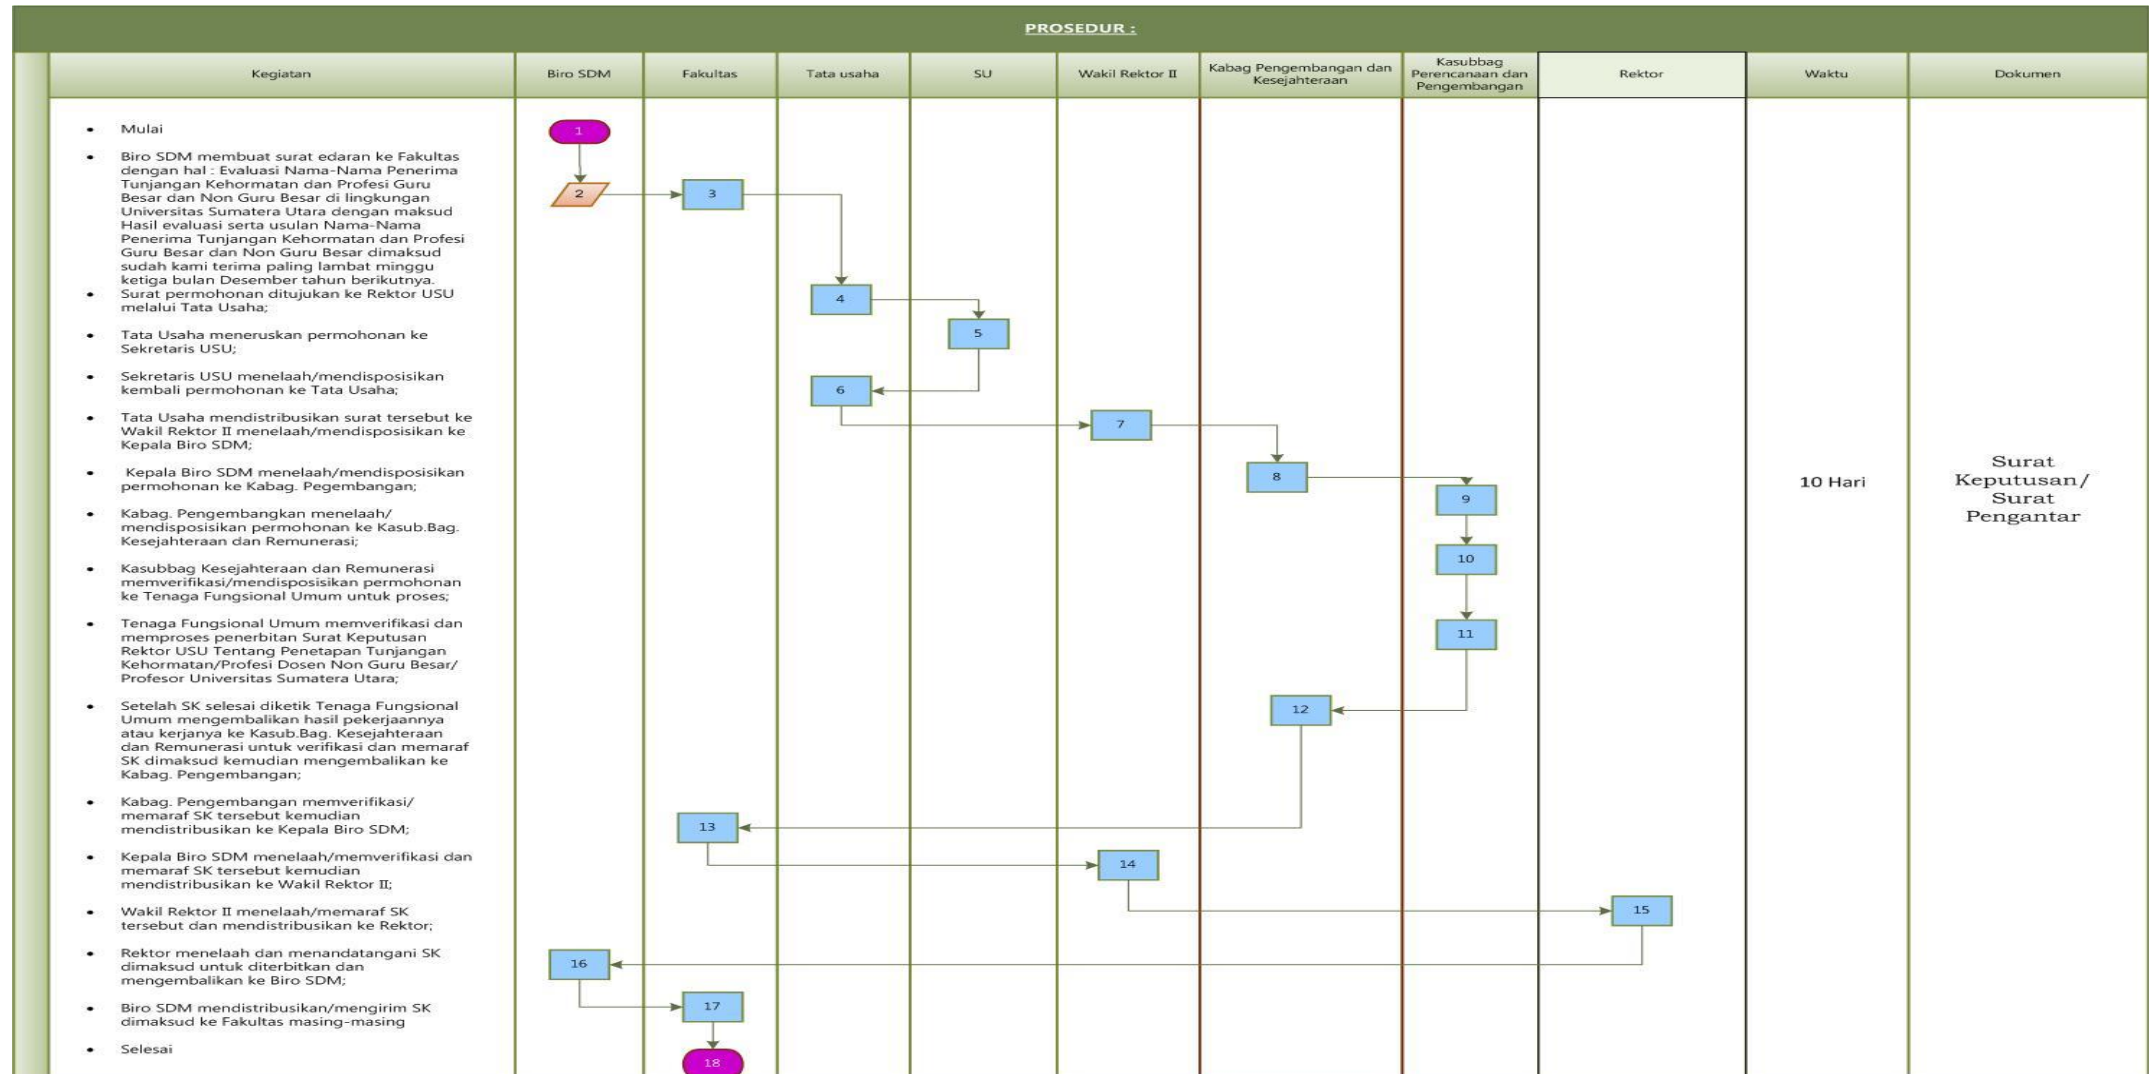 PROSEDUR :
Kegiatan
Biro SDM
Fakultas
Tata usaha
SU
Wakil Rektor II
Kabag Pengembangan dan
Kesejahteraan
Kasubbag
Perencanaan dan
Pengembangan
Rektor
Waktu
Dokumen
• Mulai
• Biro SDM membuat surat edaran ke Fakultas
dengan hal : Evaluasi Nama-Nama Penerima
Tunjangan Kehormatan dan Profesi Guru
Besar dan Non Guru Besar di lingkungan
Universitas Sumatera Utara dengan maksud
Hasil evaluasi serta usulan Nama-Nama
Penerima Tunjangan Kehormatan dan Profesi
Guru Besar dan Non Guru Besar dimaksud
sudah kami terima paling lambat minggu
ketiga bulan Desember tahun berikutnya.
• Surat permohonan ditujukan ke Rektor USU
melalui Tata Usaha;
• Tata Usaha meneruskan permohonan ke
Sekretaris USU;
• Sekretaris USU menelaah/mendisposisikan
kembali permohonan ke Tata Usaha;
• Tata Usaha mendistribusikan surat tersebut ke
Wakil Rektor II menelaah/mendisposisikan ke
Kepala Biro SDM;
• Kepala Biro SDM menelaah/mendisposisikan
permohonan ke Kabag. Pegembangan;
• Kabag. Pengembangkan menelaah/
mendisposisikan permohonan ke Kasub.Bag.
Kesejahteraan dan Remunerasi;
• Kasubbag Kesejahteraan dan Remunerasi
memverifikasi/mendisposisikan permohonan
ke Tenaga Fungsional Umum untuk proses;
• Tenaga Fungsional Umum memverifikasi dan
memproses penerbitan Surat Keputusan
Rektor USU Tentang Penetapan Tunjangan
Kehormatan/Profesi Dosen Non Guru Besar/
Profesor Universitas Sumatera Utara;
• Setelah SK selesai diketik Tenaga Fungsional
Umum mengembalikan hasil pekerjaannya
atau kerjanya ke Kasub.Bag. Kesejahteraan
dan Remunerasi untuk verifikasi dan memaraf
SK dimaksud kemudian mengembalikan ke
Kabag. Pengembangan;
• Kabag. Pengembangan memverifikasi/
memaraf SK tersebut kemudian
mendistribusikan ke Kepala Biro SDM;
• Kepala Biro SDM menelaah/memverifikasi dan
memaraf SK tersebut kemudian
mendistribusikan ke Wakil Rektor II;
• Wakil Rektor II menelaah/memaraf SK
tersebut dan mendistribusikan ke Rektor;
• Rektor menelaah dan menandatangani SK
dimaksud untuk diterbitkan dan
mengembalikan ke Biro SDM;
• Biro SDM mendistribusikan/mengirim SK
dimaksud ke Fakultas masing-masing
• Selesai
1
2
3
4
5
6
7
8
9
10
11
12
13
14
15
16
17
18
10 Hari
Surat
Keputusan/
Surat
Pengantar